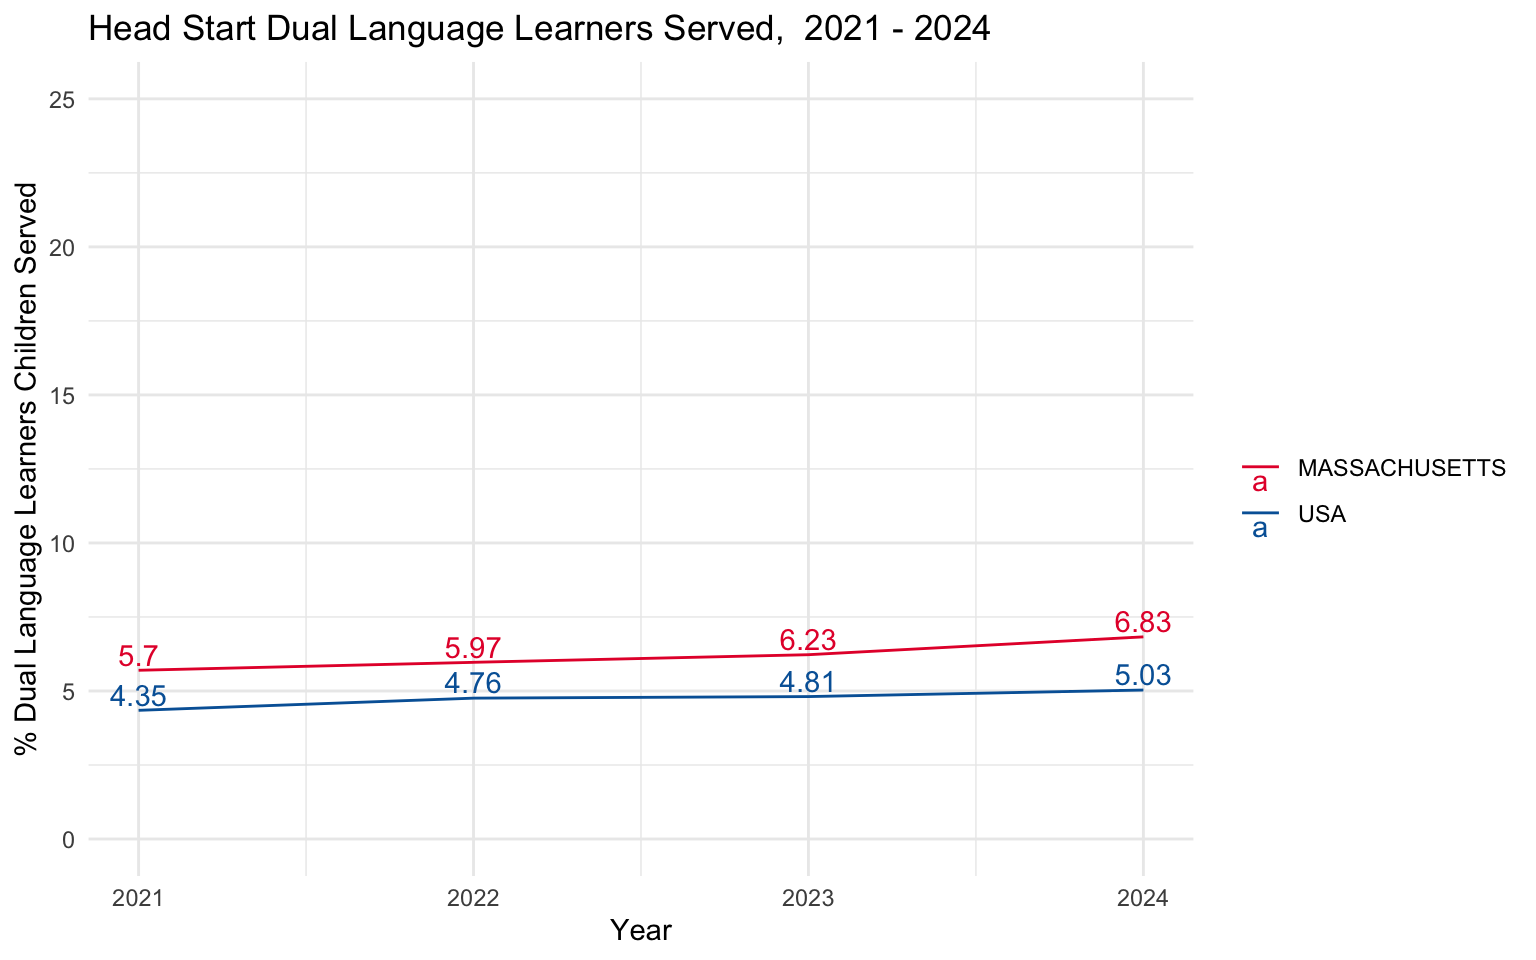 Head Start Dual Language Learners Served,  2021 - 2024
% Dual Language Learners Children Served
25
20
15
10
5
0
5.7
5.97
6.23
6.83
4.35
4.76
4.81
5.03
2021
2022
2023
2024
Year
MASSACHUSETTS
a
USA
a